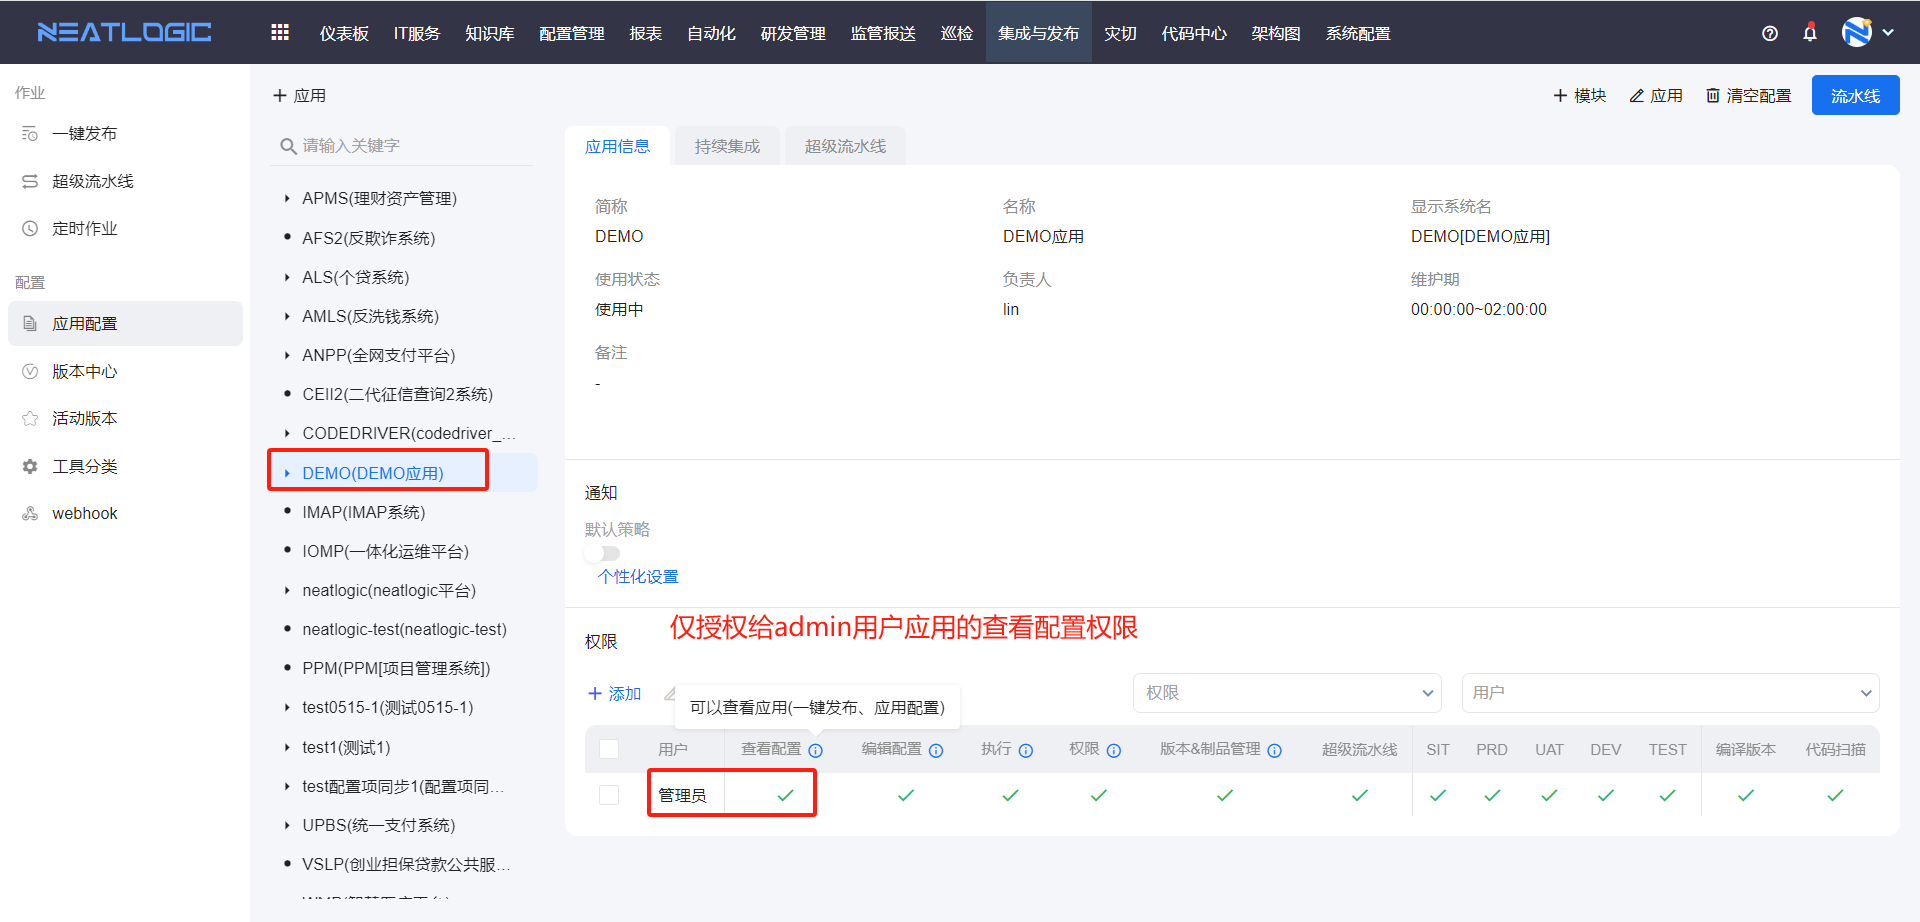 NEATLOGIC
仪表板 IT服务 知识库 配置管理 报表 自动化 研发管理 监管报送 巡检 集成与发布 灾切 代码中心 架构图 系统配置
作业
一键发布
超级流水线
定时作业
配置
应用配置
版本中心
活动版本
工具分类
webhook
应用
请输入关键字
APMS(理财资产管理)
AFS2(反欺诈系统)
ALS(个贷系统)
AMLS(反洗钱系统)
ANPP(全网支付平台)
CEII2(二代征信查询2系统)
CODEDRIVER(codedriver_...
DEMO(DEMO应用)
IMAP(IMAP系统)
IOMP(一体化运维平台)
neatlogic(neatlogic平台)
neatlogic-test(neatlogic-test)
PPM(PPM[项目管理系统])
test0515-1(测试0515-1)
test1(测试1)
test配置项同步1(配置项同...
UPBS(统一支付系统)
VSLP(创业担保贷款公共服...
模块 应用 清空配置 流水线
应用信息 持续集成 超级流水线
简称 名称 显示系统名
DEMO DEMO应用 DEMO[DEMO应用]
使用状态 负责人 维护期
使用中 lin 00:00:00~02:00:00
备注
-
通知
默认策略
个性化设置
权限
仅授权给admin用户应用的查看配置权限
添加
可以查看应用(一键发布、应用配置)
权限 用户
用户 查看配置 编辑配置 执行 权限 版本&制品管理 超级流水线 SIT PRD UAT DEV TEST 编译版本 代码扫描
管理员